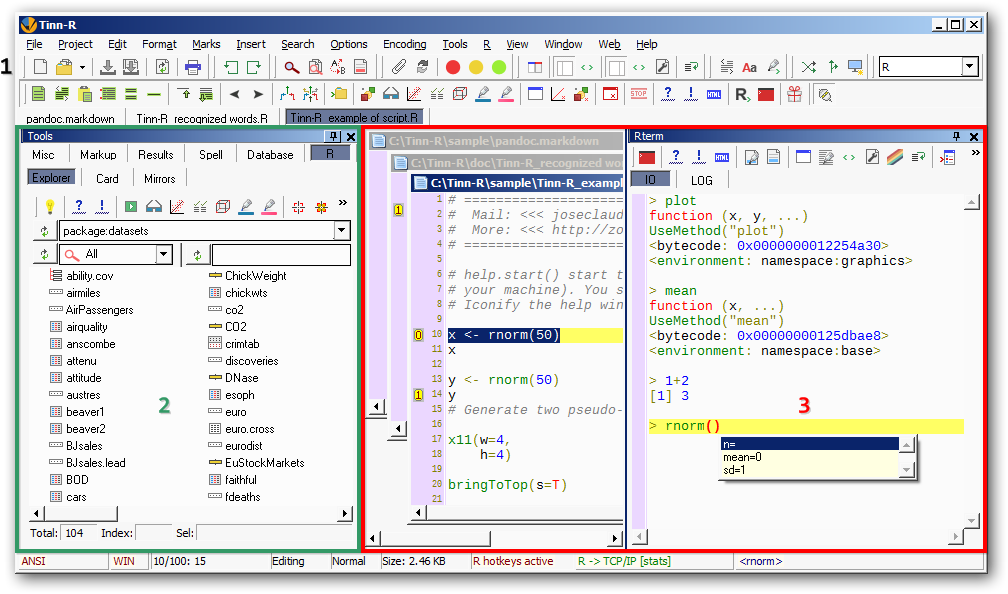 Tinn-R
File Project Edit Format Marks Insert Search Options Encoding Tools R View Window Web Help
1
R
pandoc.markdown Tinn-R_recognized words.R Tinn-R_example of script.R
Tools
Misc Markup Results Spell Database R
Explorer Card Mirrors
package:datasets
All
ability.cov ChickWeight
airmiles chickwts
AirPassengers co2
airquality CO2
anscombe crimtab
attenu discoveries
attitude DNase
austres esoph
beaver1 euro
beaver2 euro.cross
BJsales eurodist
BJsales.lead EuStockMarkets
BOD faithful
cars fdeaths
2
Total: 104 Index: Sel:
C:\Tinn-R\sample\pandoc.markdown
C:\Tinn-R\doc\Tinn-R_recognized wo
C:\Tinn-R\sample\Tinn-R_examp
1 # =====================
2 # Mail: <<< joseclaud
3 # More: <<< http://zo
4 # =====================
5
6 # help.start() start t
7 # your machine). You s
8 # Iconify the help win
9
10 x <- rnorm(50)
11 x
12
13 y <- rnorm(50)
14 y
15 # Generate two pseudo-
16
17 x11(w=4,
18 h=4)
19
20 bringToTop(s=T)
21
1
0
1
Rterm
IO LOG
> plot
function (x, y, ...)
UseMethod("plot")
<bytecode: 0x0000000012254a30>
<environment: namespace:graphics>
> mean
function (x, ...)
UseMethod("mean")
<bytecode: 0x00000000125dbae8>
<environment: namespace:base>
> 1+2
[1] 3
3
> rnorm()
n=
mean=0
sd=1
ANSI WIN 10/100: 15 Editing Normal Size: 2.46 KB R hotkeys active R -> TCP/IP [stats] <rnorm>